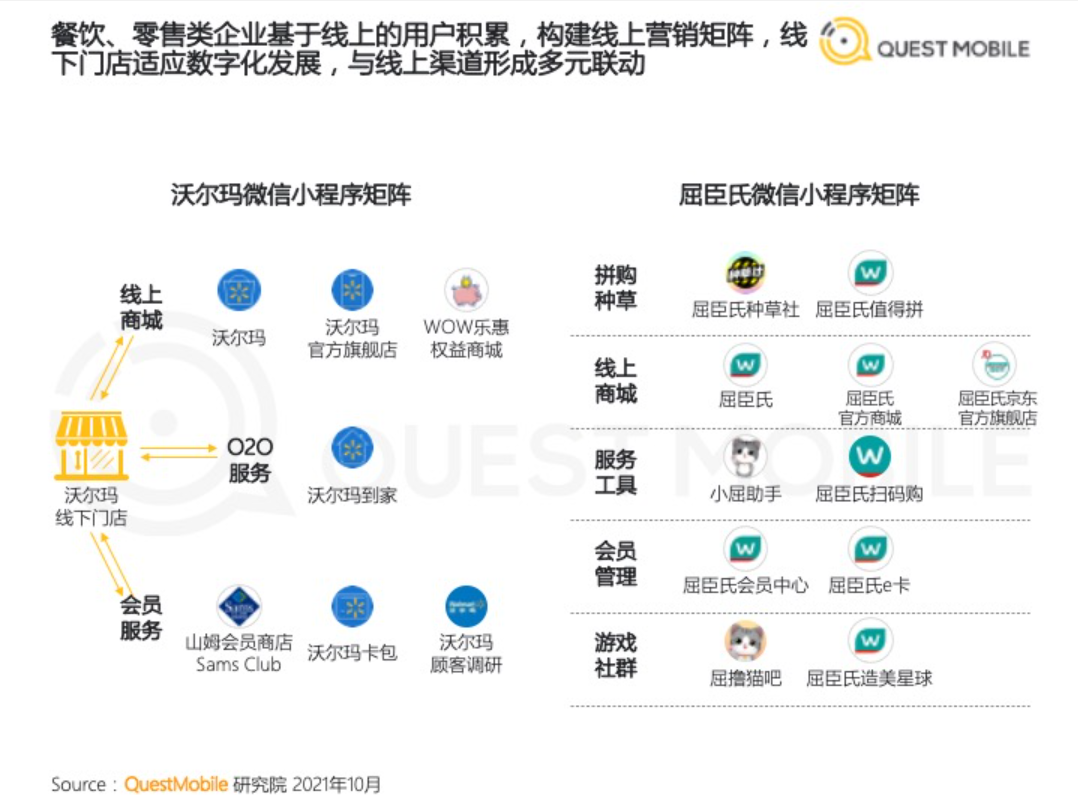 餐饮、零售类企业基于线上的用户积累，构建线上营销矩阵，线
下门店适应数字化发展，与线上渠道形成多元联动
QUEST MOBILE
沃尔玛微信小程序矩阵
线上
商城
沃尔玛
沃尔玛
官方旗舰店
WOW乐惠
权益商城
沃尔玛
线下门店
O2O
服务
沃尔玛到家
会员
服务
Sam's
山姆会员商店
Sams Club
沃尔玛卡包
Walmart
沃尔玛
沃尔玛
顾客调研
屈臣氏微信小程序矩阵
拼购
种草
种草社
屈臣氏种草社
W
屈臣氏值得拼
线上
商城
W
屈臣氏
W
屈臣氏
官方商城
JD
屈臣氏京东
官方旗舰店
服务
工具
小屈助手
W
屈臣氏扫码购
会员
管理
W
屈臣氏会员中心
W
屈臣氏e卡
游戏
社群
屈撸猫吧
W
屈臣氏造美星球
QUEST MOBILE
Source：QuestMobile 研究院 2021年10月